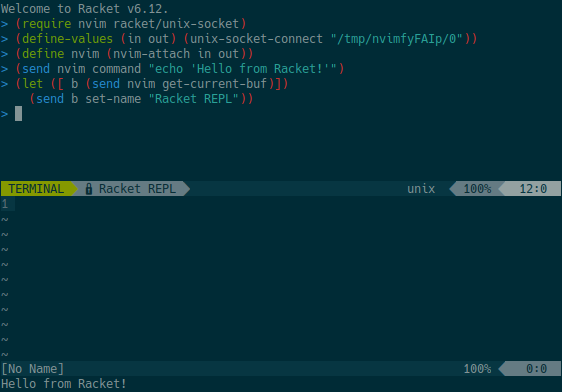 Welcome to Racket v6.12.
> (require nvim racket/unix-socket)
> (define-values (in out) (unix-socket-connect "/tmp/nvimfyFAIp/0"))
> (define nvim (nvim-attach in out))
> (send nvim command "echo 'Hello from Racket!'")
> (let ([ b (send nvim get-current-buf)])
    (send b set-name "Racket REPL"))
>
TERMINAL Racket REPL unix 100% 12:0
1
~
~
~
~
~
~
~
~
~
~
[No Name] 100% 0:0
Hello from Racket!